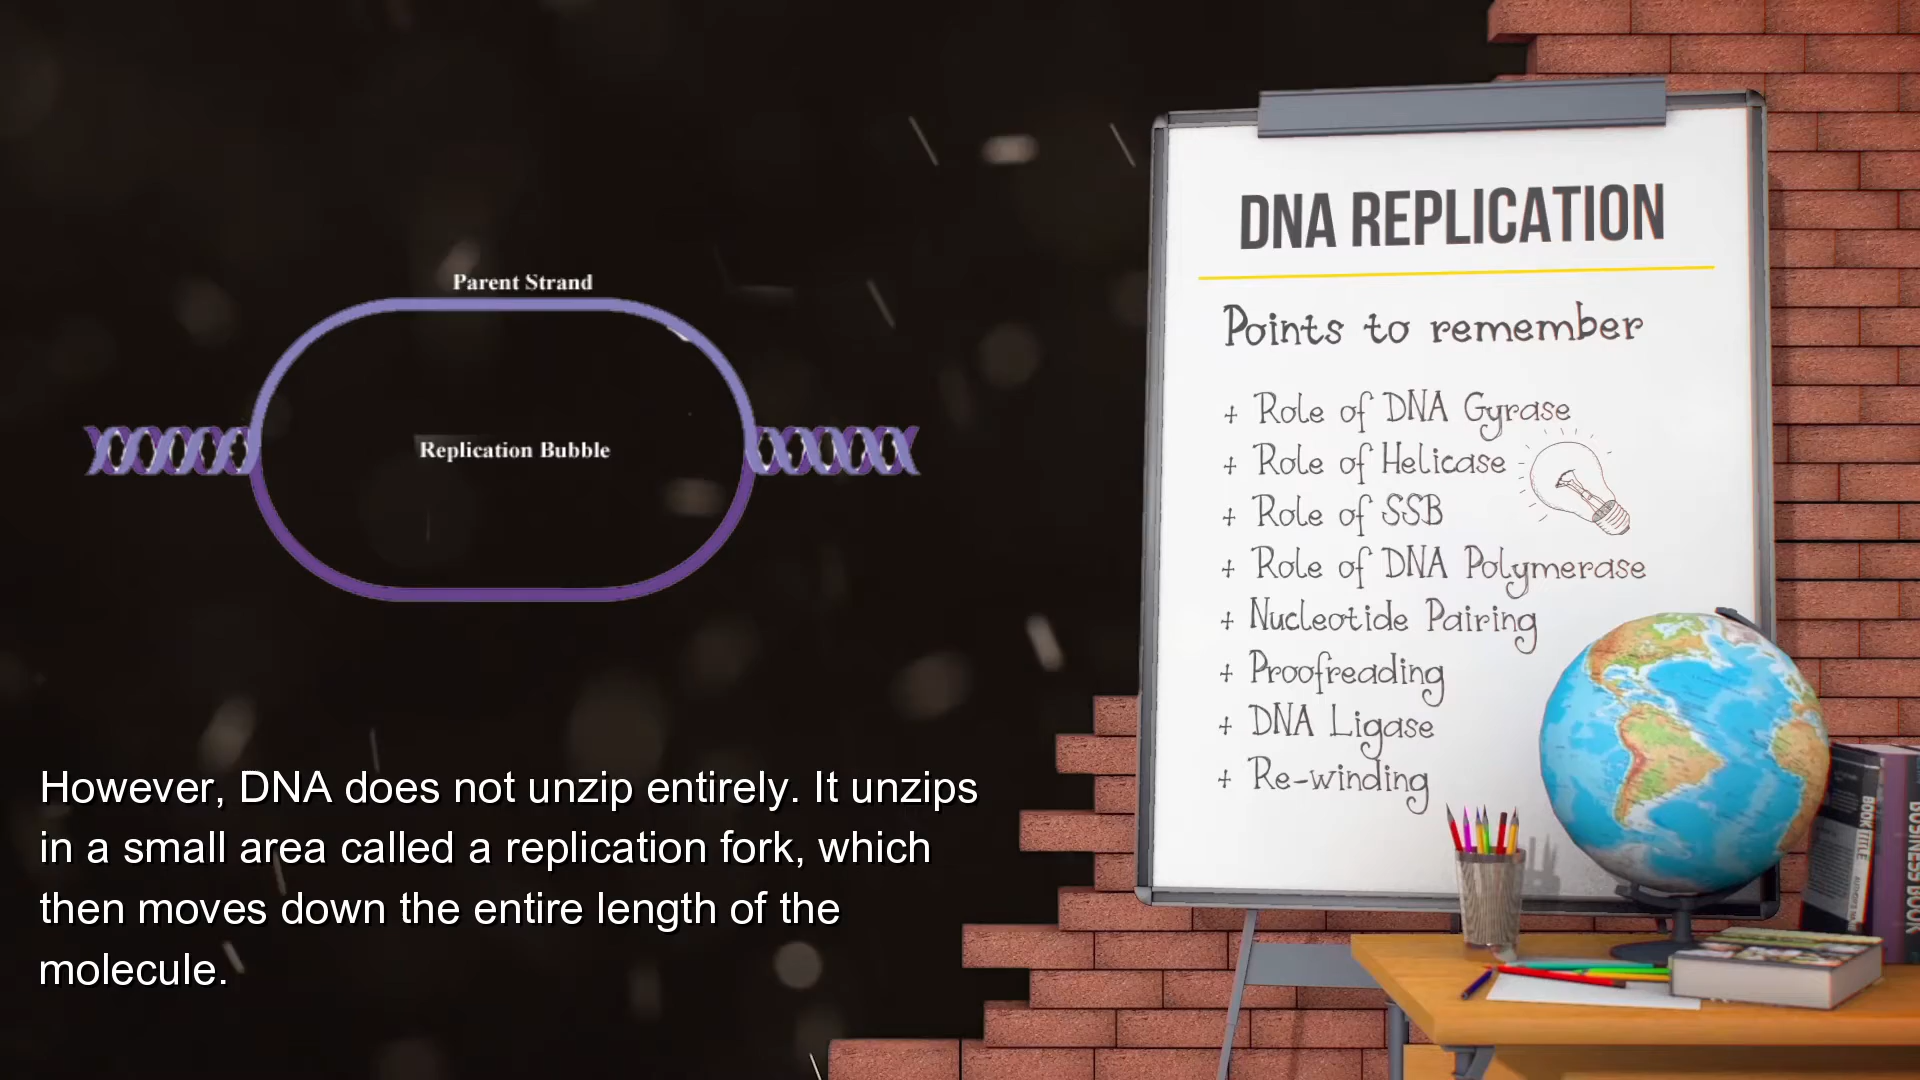 Parent Strand
Replication Bubble
However, DNA does not unzip entirely. It unzips
in a small area called a replication fork, which
then moves down the entire length of the
molecule.
DNA REPLICATION
Points to remember
+ Role of DNA Gyrase
+ Role of Helicase
+ Role of SSB
+ Role of DNA Polymerase
+ Nucleotide Pairing
+ Proofreading
+ DNA Ligase
+ Re-winding
BOOK TITLE
BUSINESS BOOK